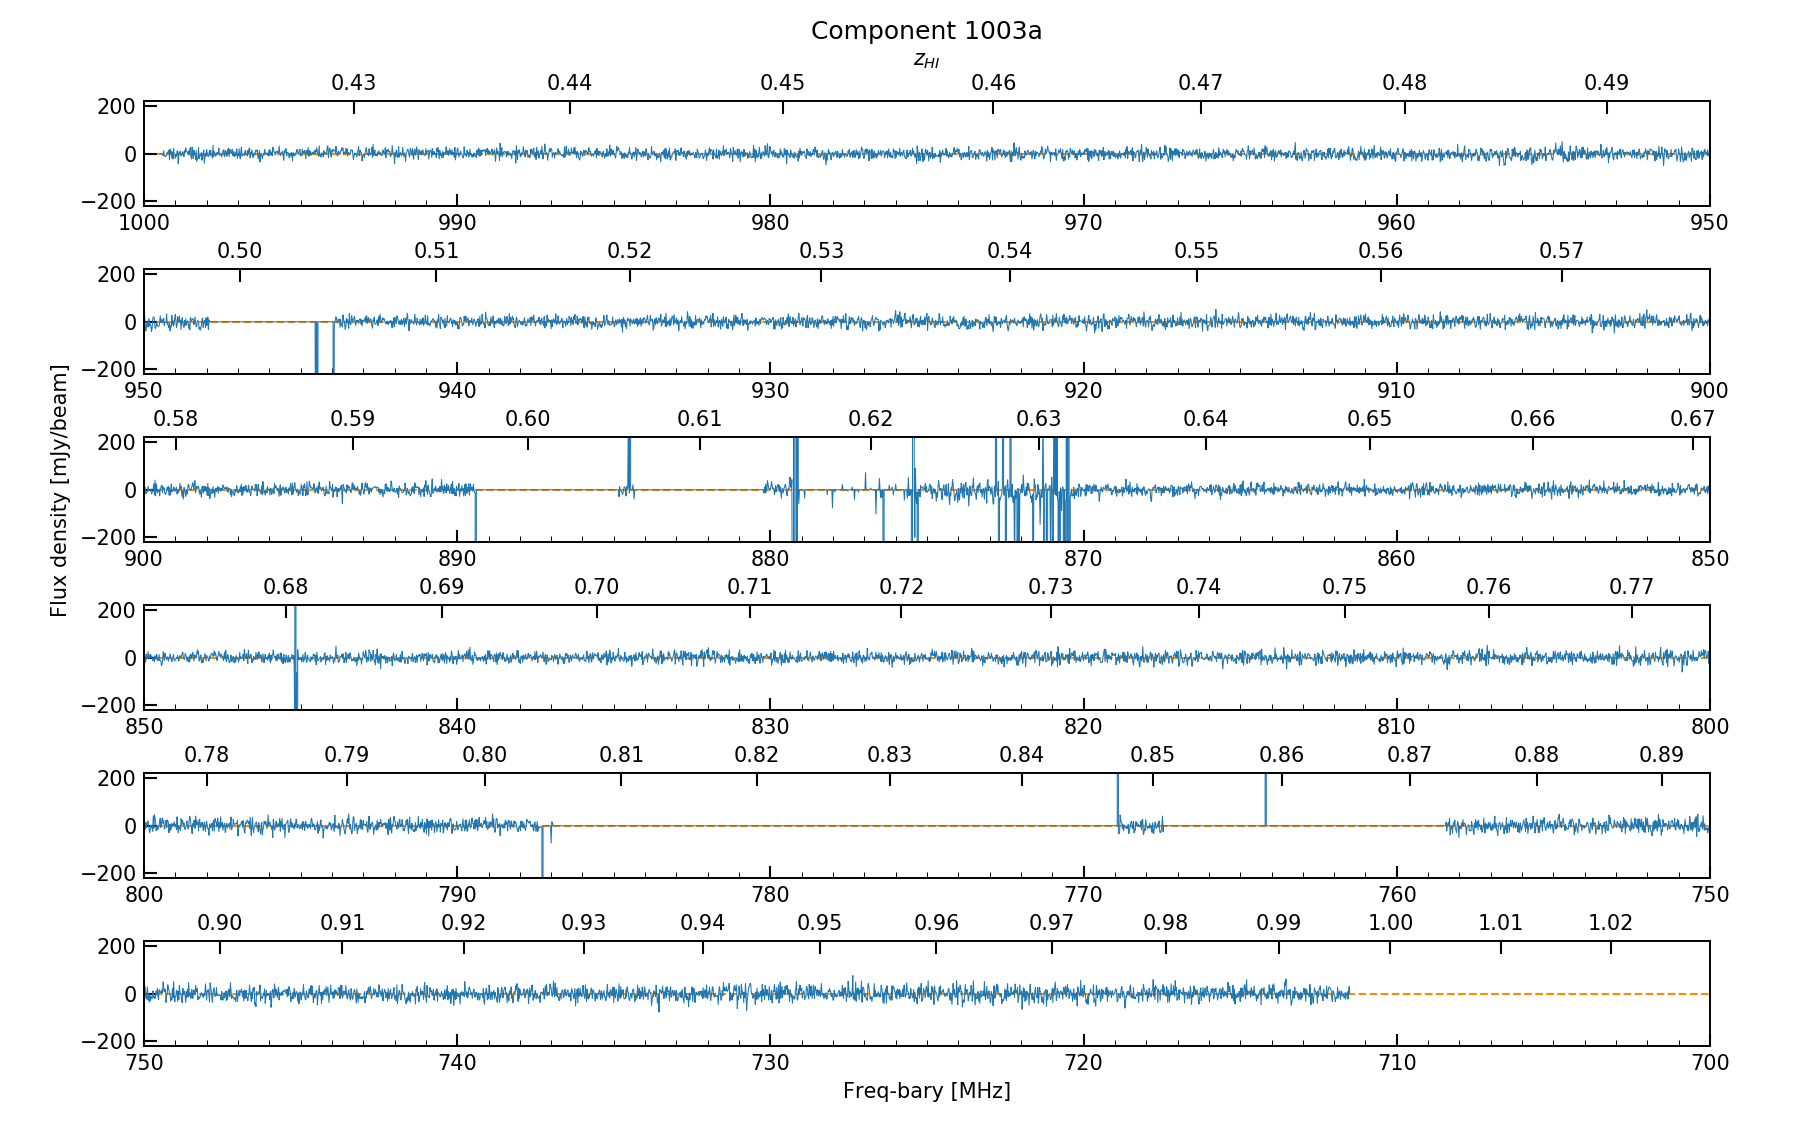 Component 1003a
z_HI
0.43 0.44 0.45 0.46 0.47 0.48 0.49
200
0
−200
1000 990 980 970 960 950
0.50 0.51 0.52 0.53 0.54 0.55 0.56 0.57
200
0
−200
950 940 930 920 910 900
0.58 0.59 0.60 0.61 0.62 0.63 0.64 0.65 0.66 0.67
200
0
−200
900 890 880 870 860 850
Flux density [mJy/beam]
0.68 0.69 0.70 0.71 0.72 0.73 0.74 0.75 0.76 0.77
200
0
−200
850 840 830 820 810 800
0.78 0.79 0.80 0.81 0.82 0.83 0.84 0.85 0.86 0.87 0.88 0.89
200
0
−200
800 790 780 770 760 750
0.90 0.91 0.92 0.93 0.94 0.95 0.96 0.97 0.98 0.99 1.00 1.01 1.02
200
0
−200
750 740 730 720 710 700
Freq-bary [MHz]